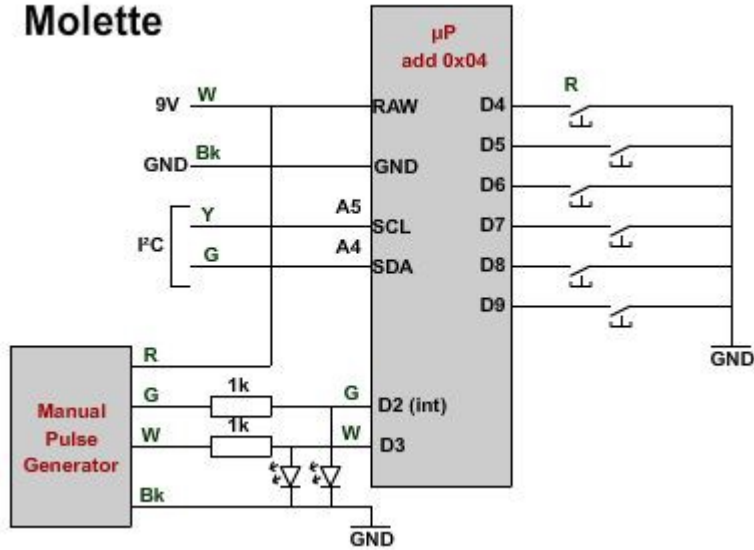 Molette
µP
add 0x04
9V W RAW D4 R
D5
GND Bk GND
D6
I²C
Y A5 SCL D7
G A4 SDA D8
D9
GND
R
Manual
Pulse
Generator
G 1k G D2 (int)
W 1k W D3
Bk
GND